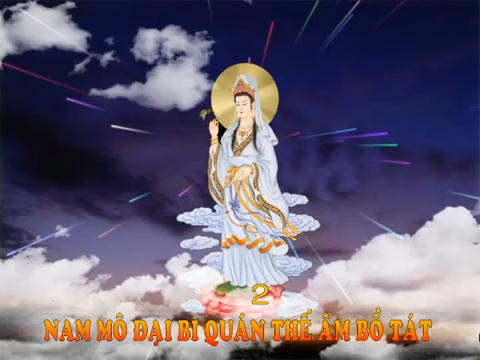 2
NAM MÔ ĐẠI BI QUÁN THẾ ÂM BỒ TÁT